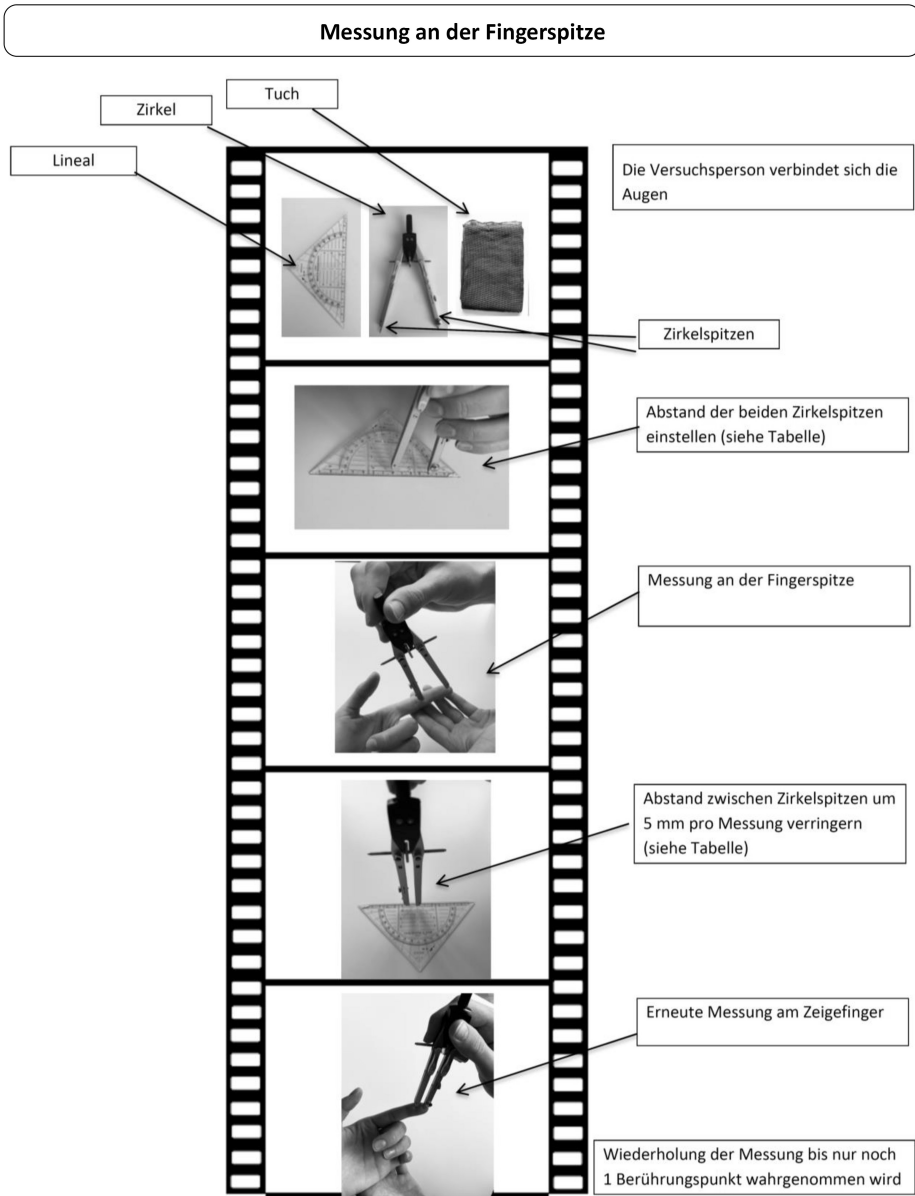 Messung an der Fingerspitze
Tuch
Zirkel
Lineal
Die Versuchsperson verbindet sich die
Augen
Zirkelspitzen
Abstand der beiden Zirkelspitzen
einstellen (siehe Tabelle)
Messung an der Fingerspitze
Abstand zwischen Zirkelspitzen um
5 mm pro Messung verringern
(siehe Tabelle)
Erneute Messung am Zeigefinger
Wiederholung der Messung bis nur noch
1 Berührungspunkt wahrgenommen wird